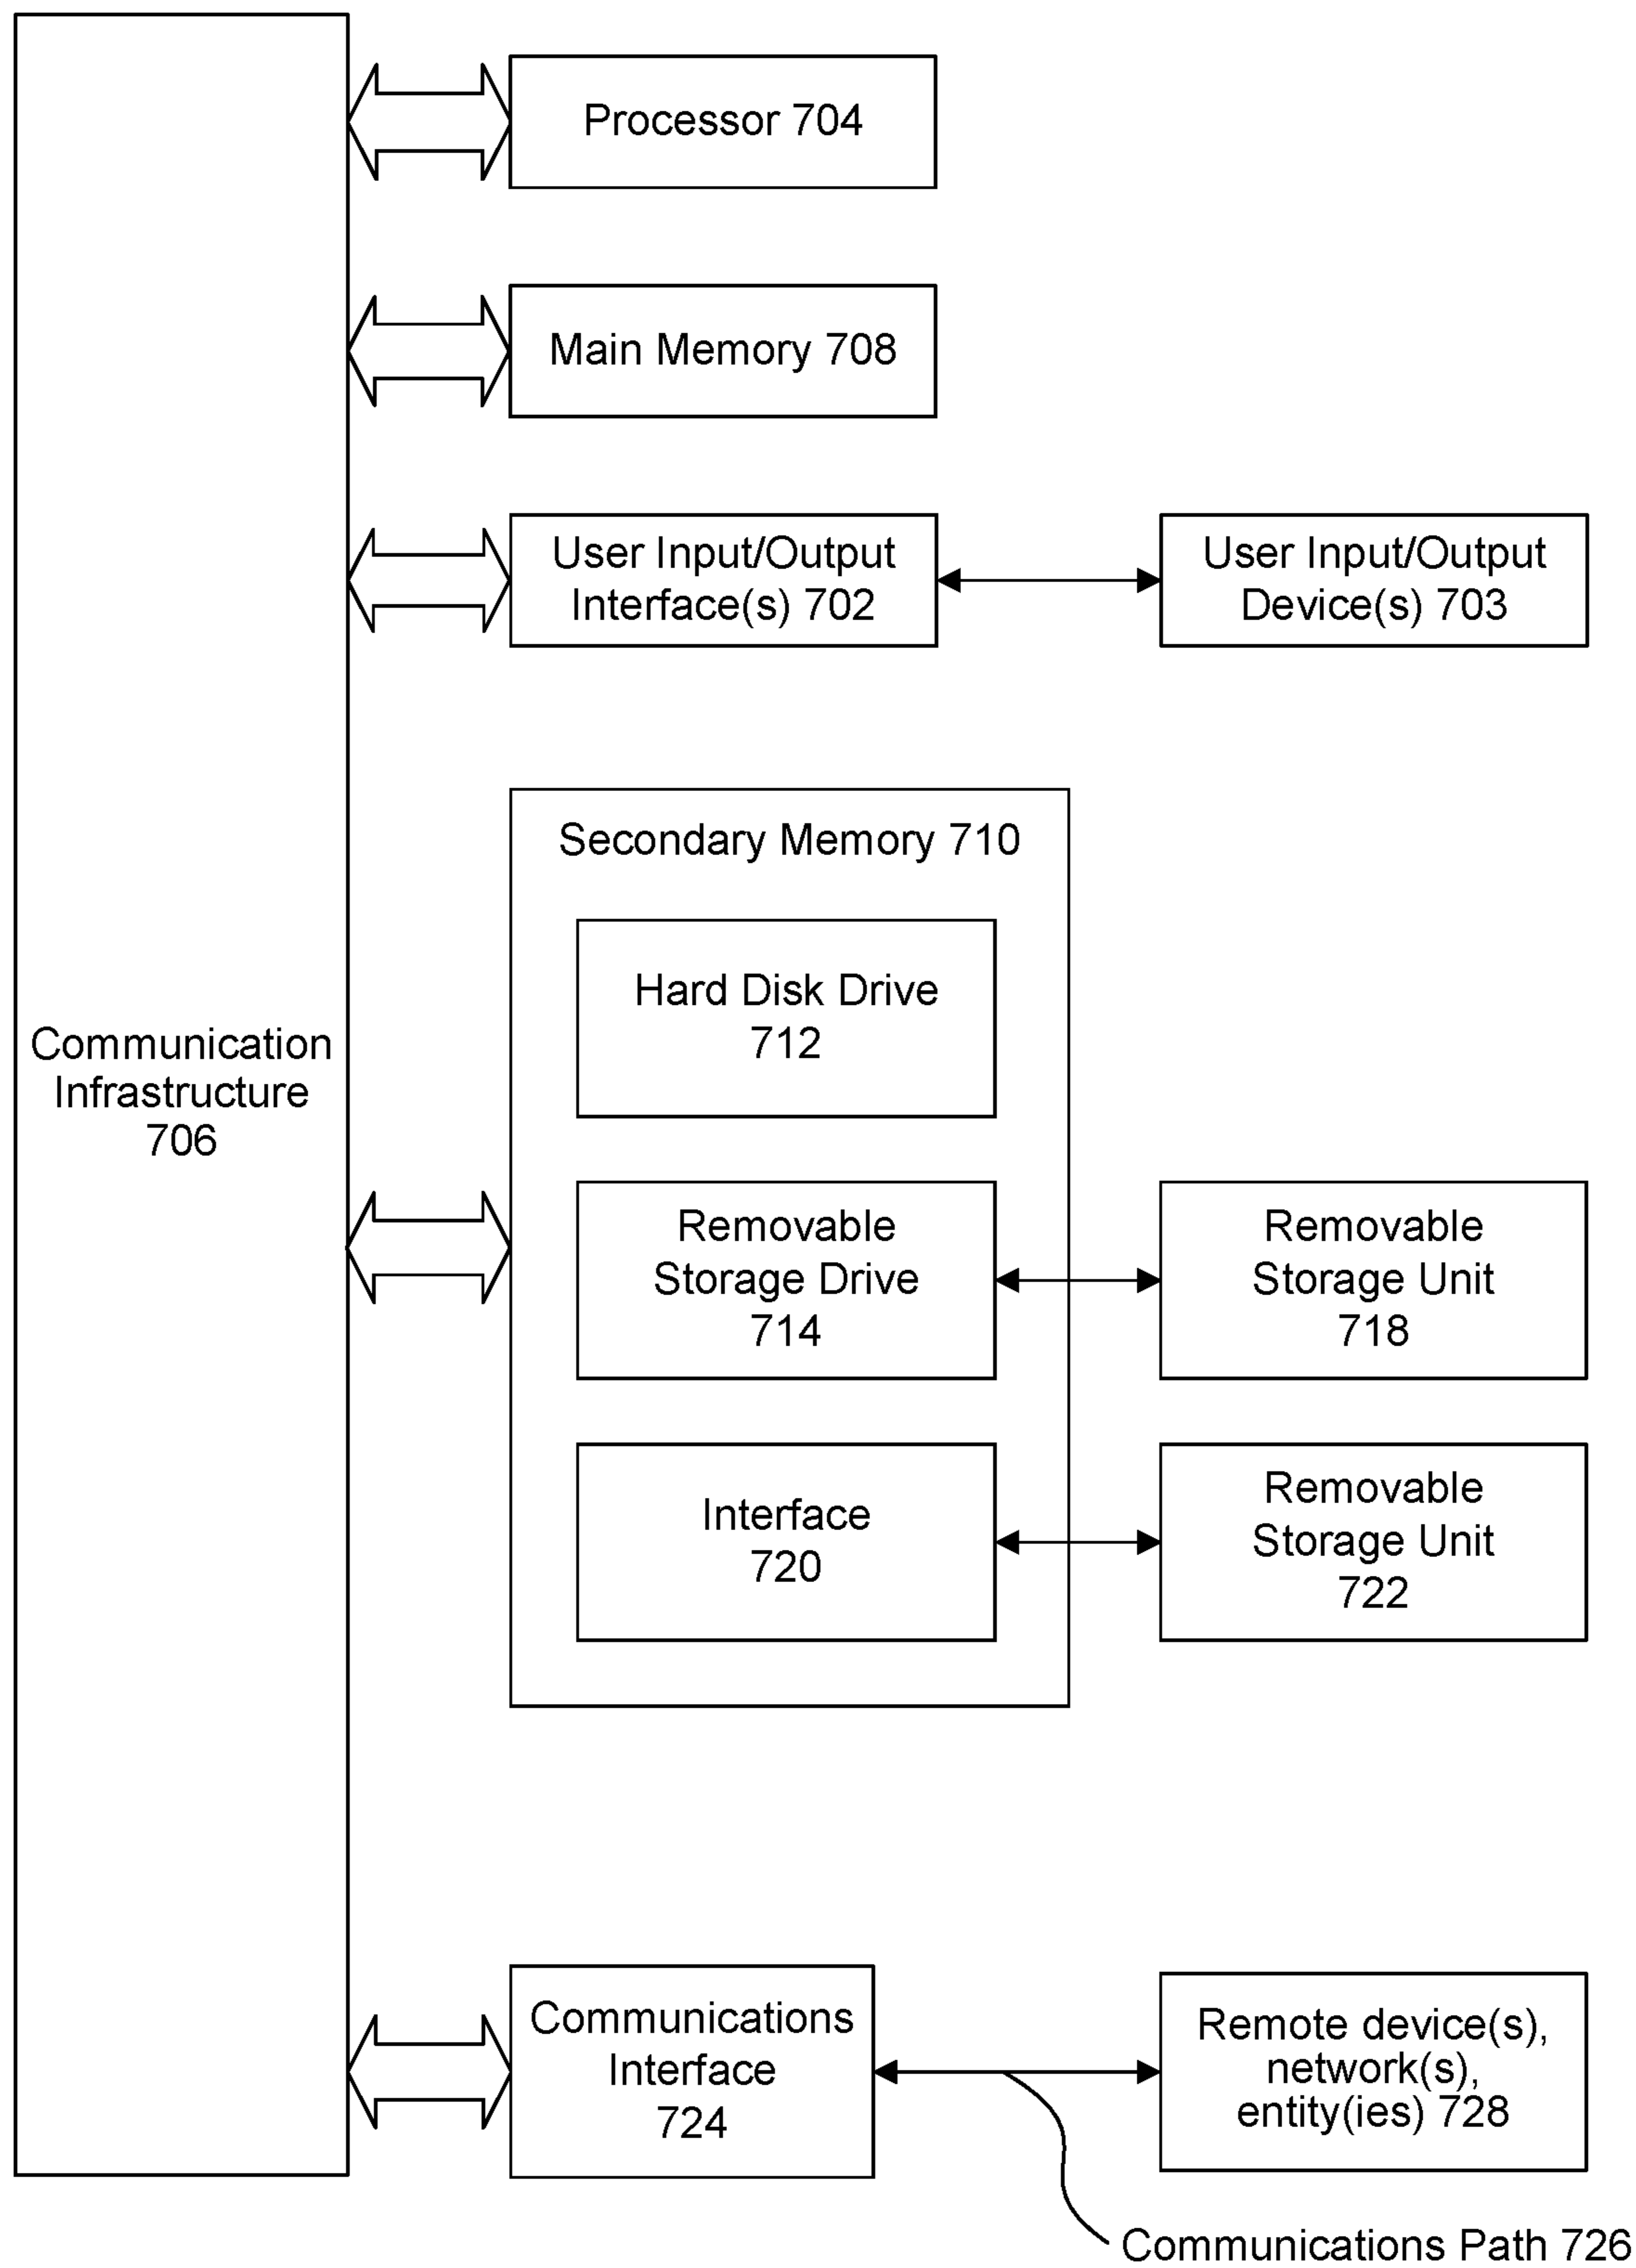 Processor 704
Main Memory 708
User Input/Output
Interface(s) 702
User Input/Output
Device(s) 703
Secondary Memory 710
Hard Disk Drive
712
Communication
Infrastructure
706
Removable
Storage Drive
714
Removable
Storage Unit
718
Interface
720
Removable
Storage Unit
722
Communications
Interface
724
Remote device(s),
network(s),
entity(ies) 728
Communications Path 726